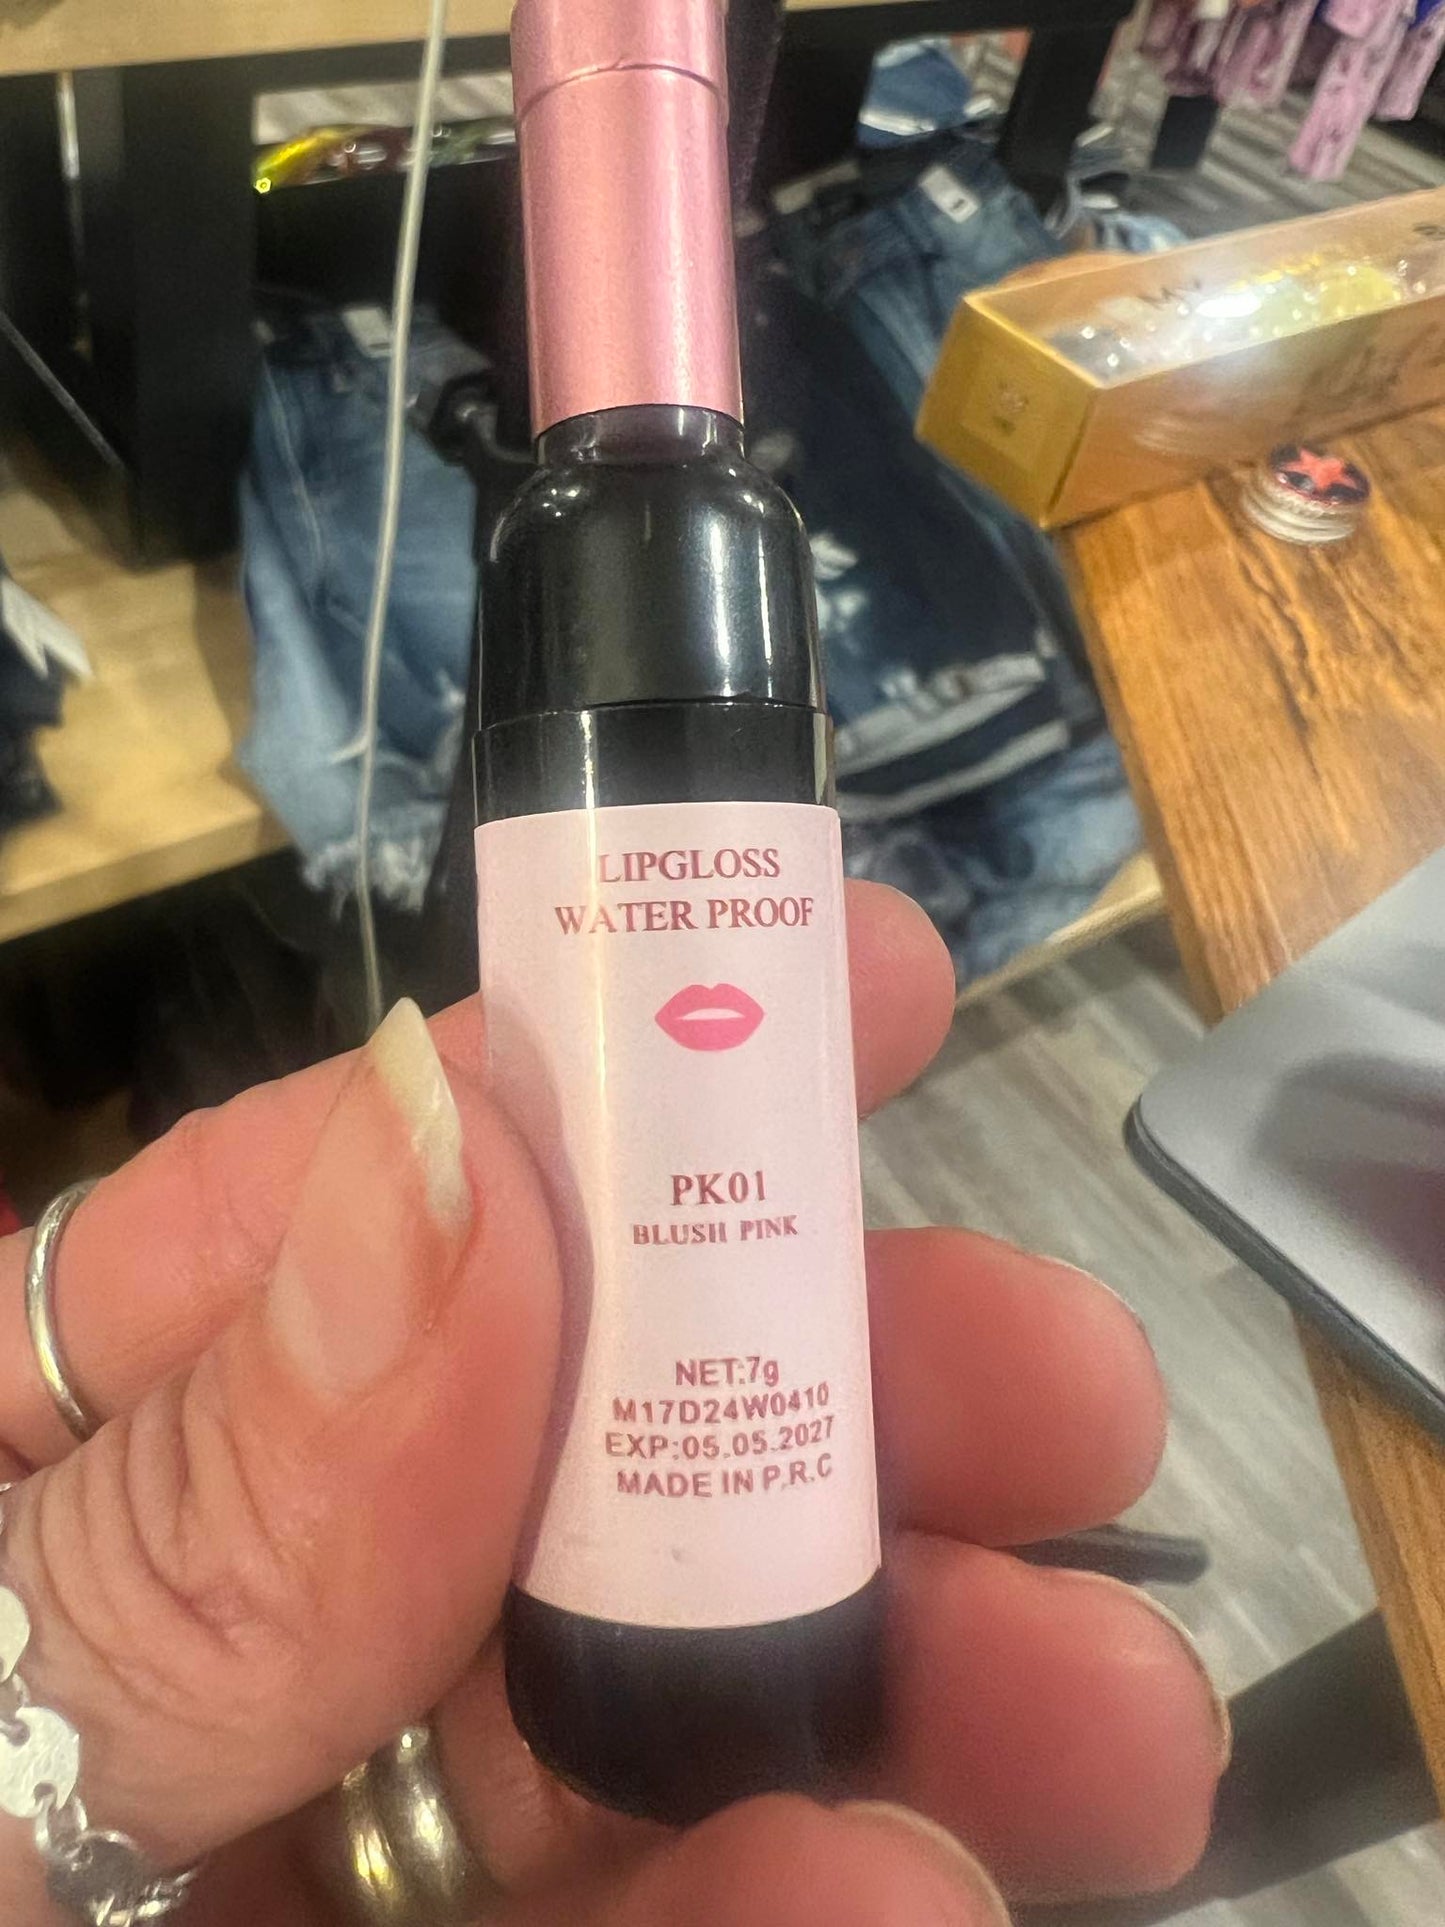 LIPGLOSS
WATER PROOF
PK01
BLUSH PINK
NET:7g
M17D24W0410
EXP:05.05.2027
MADE IN P.R.C